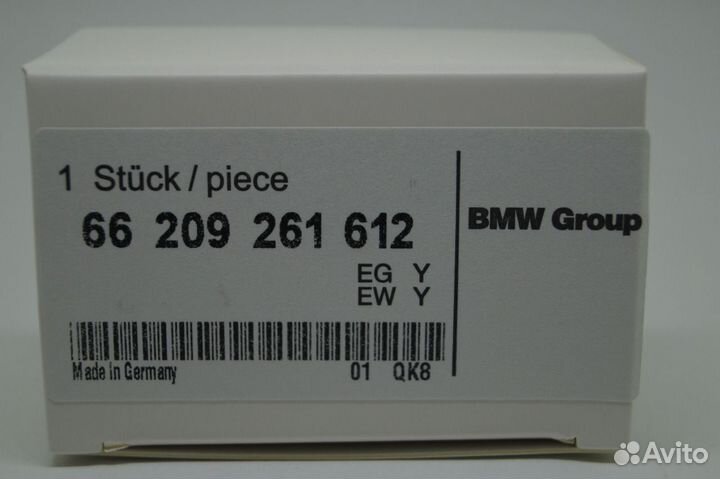 1 Stück / piece
66 209 261 612
BMW Group
EG Y
EW Y
Made in Germany 01 QK8
Avito